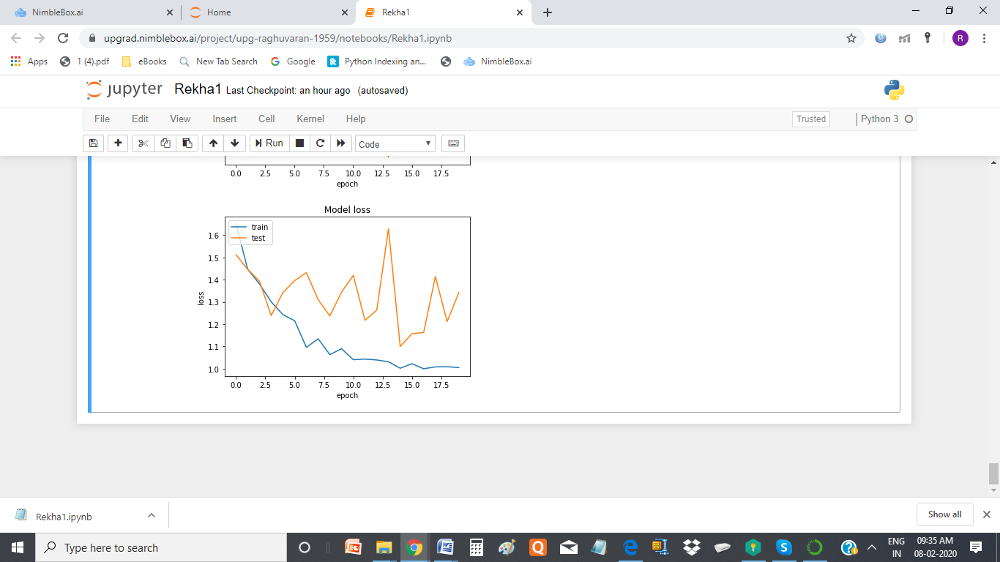 NimbleBox.ai
Home
Rekha1
upgrad.nimblebox.ai/project/upg-raghuvaran-1959/notebooks/Rekha1.ipynb
R
Apps
1 (4).pdf
eBooks
New Tab Search
Google
Python Indexing an...
NimbleBox.ai
jupyter Rekha1 Last Checkpoint: an hour ago (autosaved)
File Edit View Insert Cell Kernel Help
Trusted
Python 3
Run
Code
0.0 2.5 5.0 7.5 10.0 12.5 15.0 17.5
epoch
Model loss
train
test
1.6
1.5
1.4
1.3
1.2
1.1
1.0
loss
0.0 2.5 5.0 7.5 10.0 12.5 15.0 17.5
epoch
Rekha1.ipynb
Show all
Type here to search
ENG
IN
09:35 AM
08-02-2020